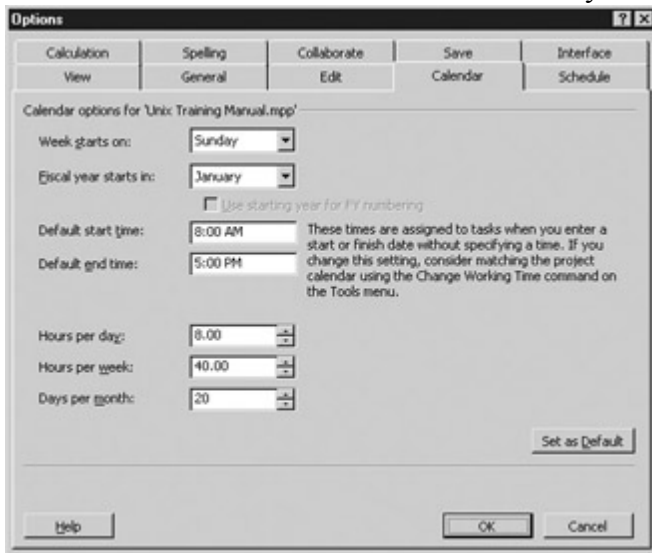 Options
Calculation Spelling Collaborate Save Interface
View General Edit Calendar Schedule
Calendar options for 'Unix Training Manual.mpp'
Week starts on: Sunday
Fiscal year starts in: January
Use starting year for FY numbering
Default start time: 8:00 AM
Default end time: 5:00 PM
These times are assigned to tasks when you enter a
start or finish date without specifying a time. If you
change this setting, consider matching the project
calendar using the Change Working Time command on
the Tools menu.
Hours per day: 8.00
Hours per week: 40.00
Days per month: 20
Set as Default
Help OK Cancel